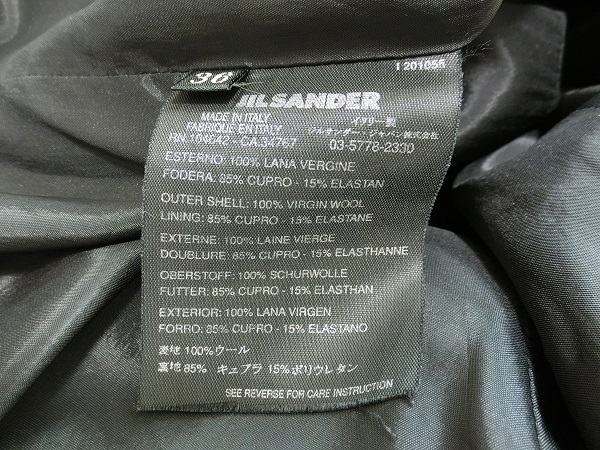 36
1 201055
JIL SANDER
MADE IN ITALY
FABRIQUE EN ITALY
RN 104042 - CA 34767
イタリー製
ジルサンダー・ジャパン株式会社
03-5778-2330
ESTERNO: 100% LANA VERGINE
FODERA: 85% CUPRO - 15% ELASTAN
OUTER SHELL: 100% VIRGIN WOOL
LINING: 85% CUPRO - 15% ELASTANE
EXTERNE: 100% LAINE VIERGE
DOUBLURE: 85% CUPRO - 15% ELASTHANNE
OBERSTOFF: 100% SCHURWOLLE
FUTTER: 85% CUPRO - 15% ELASTHAN
EXTERIOR: 100% LANA VIRGEN
FORRO: 85% CUPRO - 15% ELASTANO
表地 100%ウール
裏地 85% キュプラ 15%ポリウレタン
SEE REVERSE FOR CARE INSTRUCTION